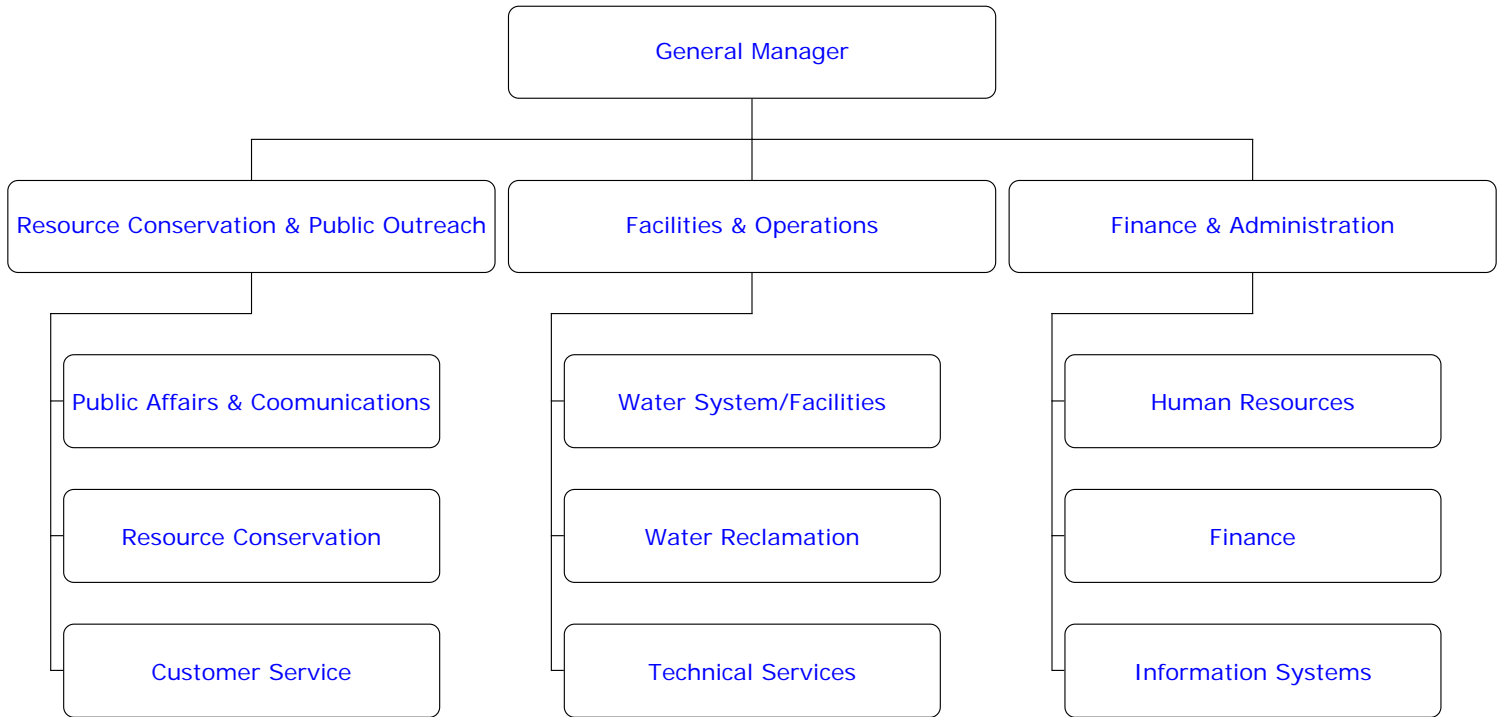 General Manager
Resource Conservation & Public Outreach
Facilities & Operations
Finance & Administration
Public Affairs & Coomunications
Water System/Facilities
Human Resources
Resource Conservation
Water Reclamation
Finance
Customer Service
Technical Services
Information Systems